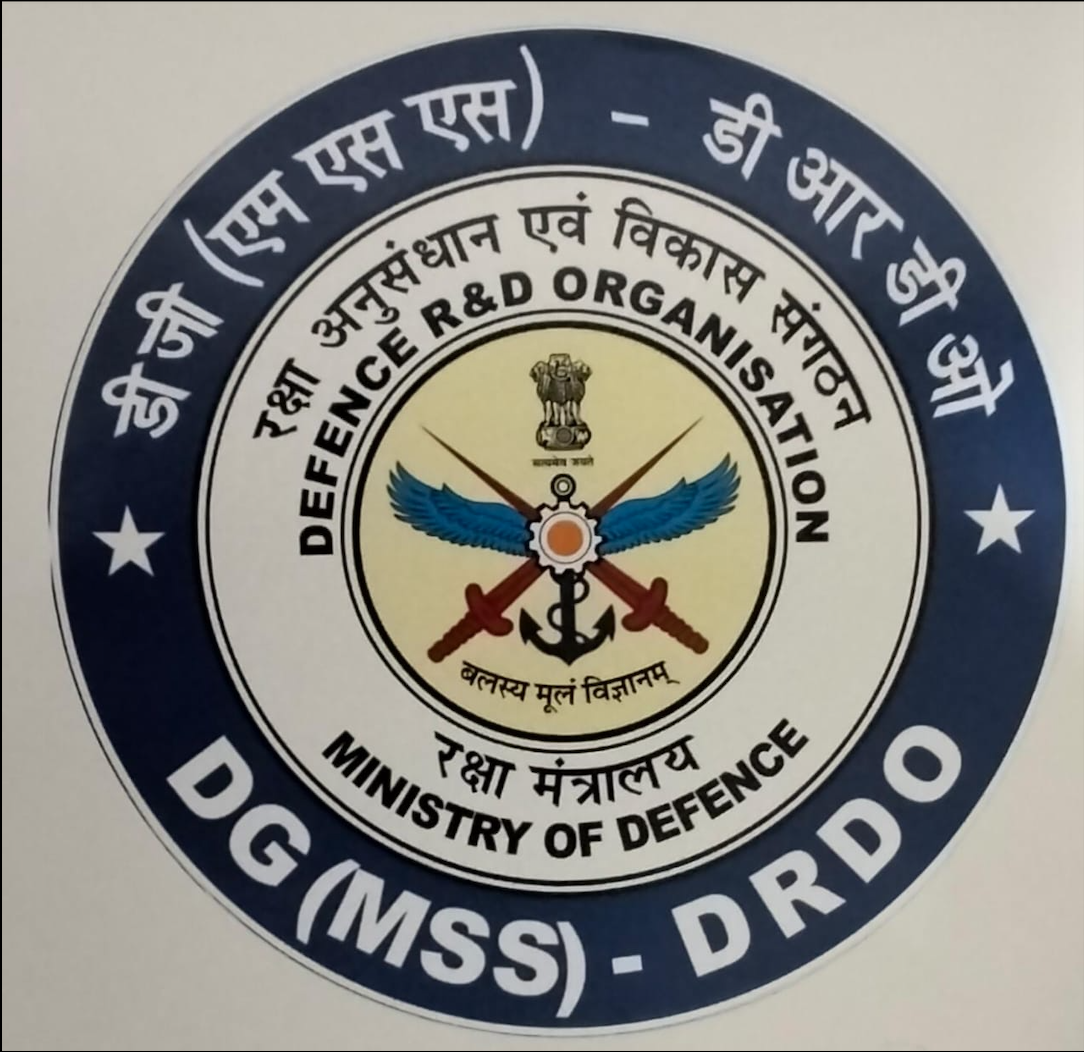 डी जी (एम एस एस) - डी आर डी ओ
रक्षा अनुसंधान एवं विकास संगठन
DEFENCE R&D ORGANISATION
सत्यमेव जयते
बलस्य मूलं विज्ञानम्
रक्षा मंत्रालय
MINISTRY OF DEFENCE
DG (MSS) - DRDO